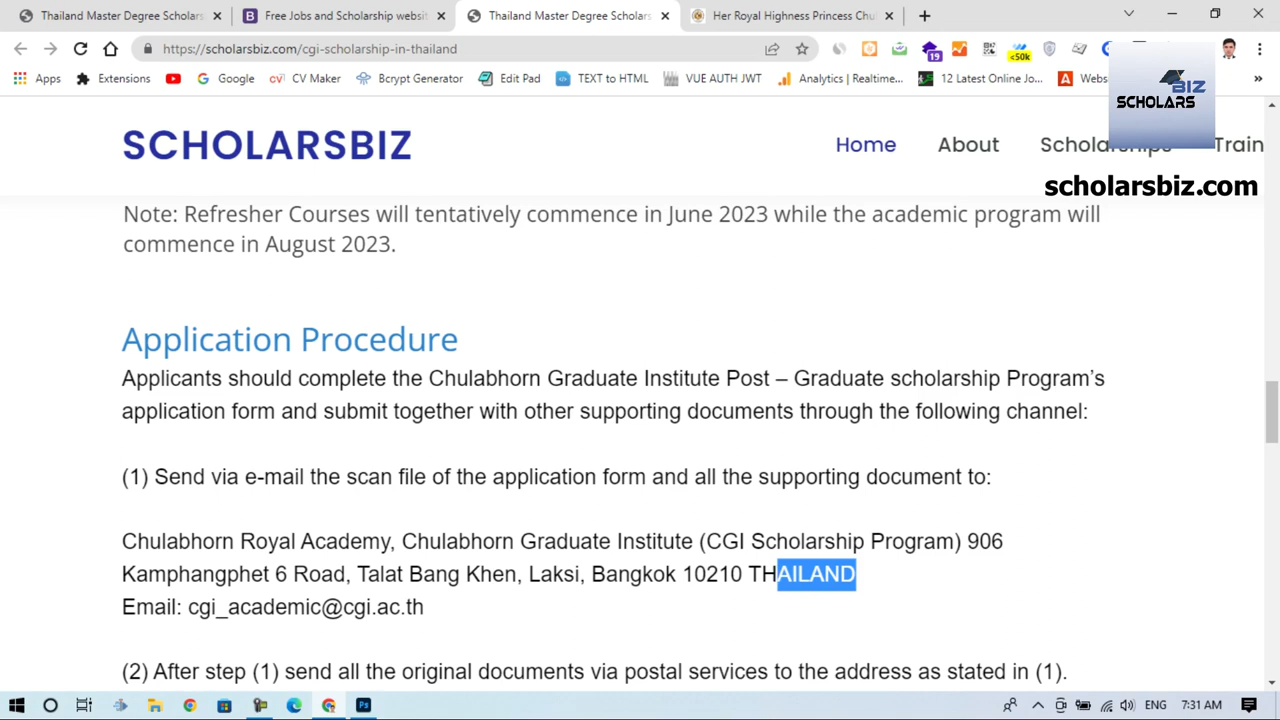 Thailand Master Degree Scholars
Free Jobs and Scholarship websit
Thailand Master Degree Scholars
Her Royal Highness Princess Chul
https://scholarsbiz.com/cgi-scholarship-in-thailand
19
<50k
Apps
Extensions
Google
cv CV Maker
Bcrypt Generator
Edit Pad
TEXT to HTML
VUE AUTH JWT
Analytics | Realtime...
12 Latest Online Jo...
Webs
BIZ
SCHOLARS
SCHOLARSBIZ
Home
About
Scholarships
Train
scholarsbiz.com
Note: Refresher Courses will tentatively commence in June 2023 while the academic program will
commence in August 2023.
Application Procedure
Applicants should complete the Chulabhorn Graduate Institute Post – Graduate scholarship Program's
application form and submit together with other supporting documents through the following channel:
(1) Send via e-mail the scan file of the application form and all the supporting document to:
Chulabhorn Royal Academy, Chulabhorn Graduate Institute (CGI Scholarship Program) 906
Kamphangphet 6 Road, Talat Bang Khen, Laksi, Bangkok 10210 THAILAND
Email: cgi_academic@cgi.ac.th
(2) After step (1) send all the original documents via postal services to the address as stated in (1).
ENG
7:31 AM